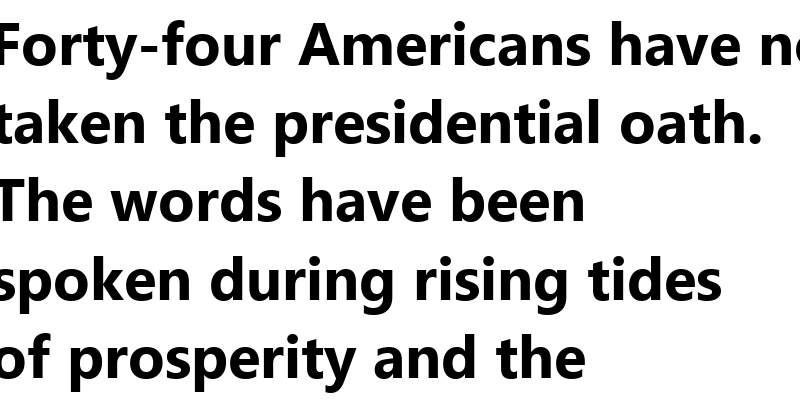 Forty-four Americans have
taken the presidential oath.
The words have been
spoken during rising tides
of prosperity and the